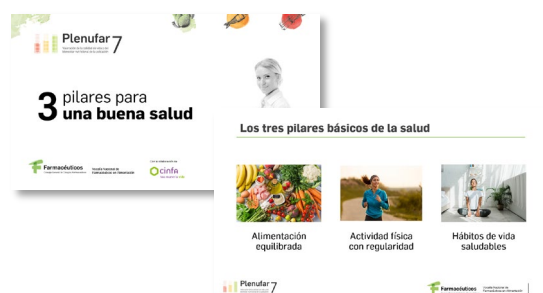 Plenufar 7
3 pilares para
una buena salud
Farmacéuticos
cinfa
Los tres pilares básicos de la salud
Alimentación
equilibrada
Actividad física
con regularidad
Hábitos de vida
saludables
Plenufar 7
Farmacéuticos